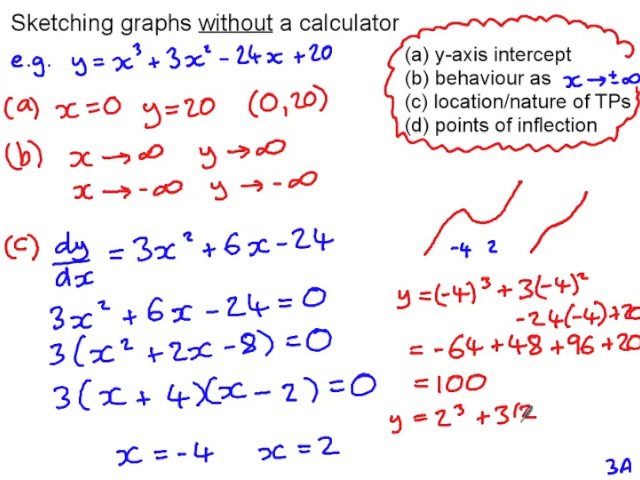 Sketching graphs without a calculator
e.g. y = x³ + 3x² - 24x + 20
(a) y-axis intercept
(b) behaviour as x → ±∞
(c) location/nature of TPs
(d) points of inflection
(a) x = 0 y = 20 (0, 20)
(b) x → ∞ y → ∞
x → -∞ y → -∞
(c) dy/dx = 3x² + 6x - 24
3x² + 6x - 24 = 0
3(x² + 2x - 8) = 0
3(x + 4)(x - 2) = 0
x = -4 x = 2
-4 2
y = (-4)³ + 3(-4)²
-24(-4) + 20
= -64 + 48 + 96 + 20
= 100
y = 2³ + 3(2
3A